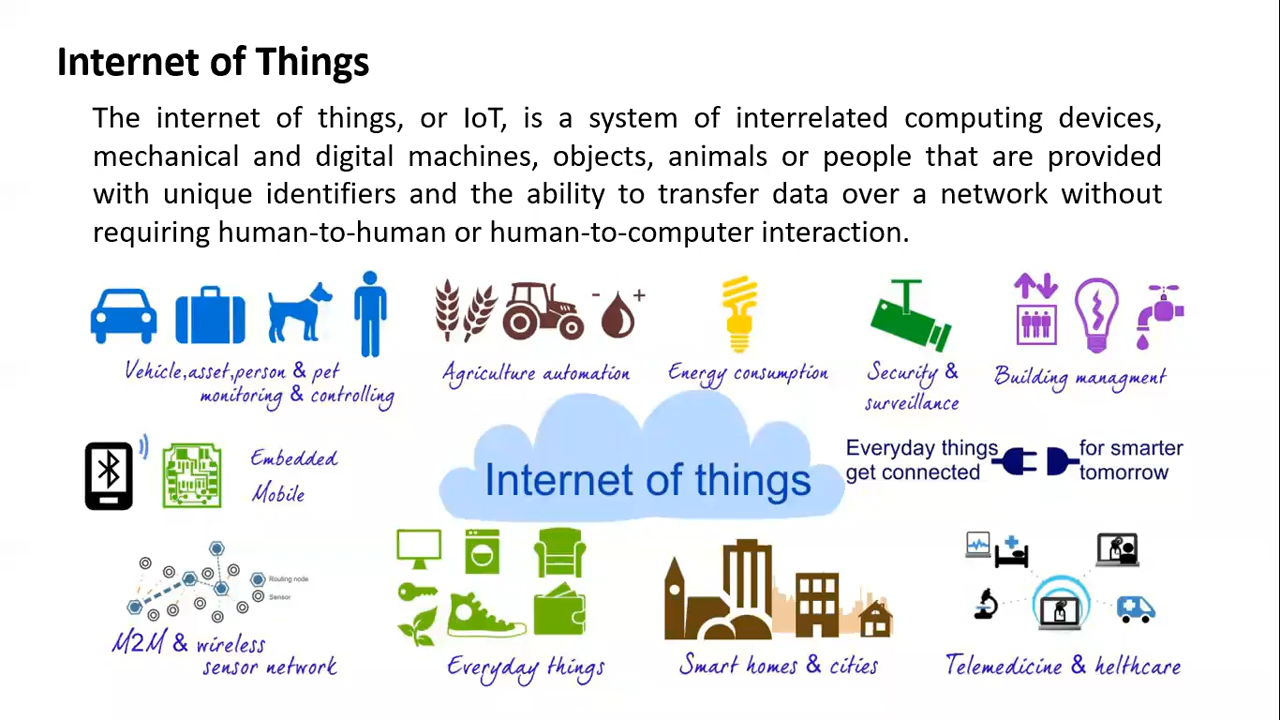 Internet of Things
The internet of things, or IoT, is a system of interrelated computing devices,
mechanical and digital machines, objects, animals or people that are provided
with unique identifiers and the ability to transfer data over a network without
requiring human-to-human or human-to-computer interaction.
- +
Vehicle,asset,person & pet
monitoring & controlling
Agriculture automation
Energy consumption
Security &
surveillance
Building managment
Embedded
Mobile
Internet of things
Everyday things
get connected
for smarter
tomorrow
Routing node
Sensor
M2M & wireless
sensor network
Everyday things
Smart homes & cities
Telemedicine & helthcare